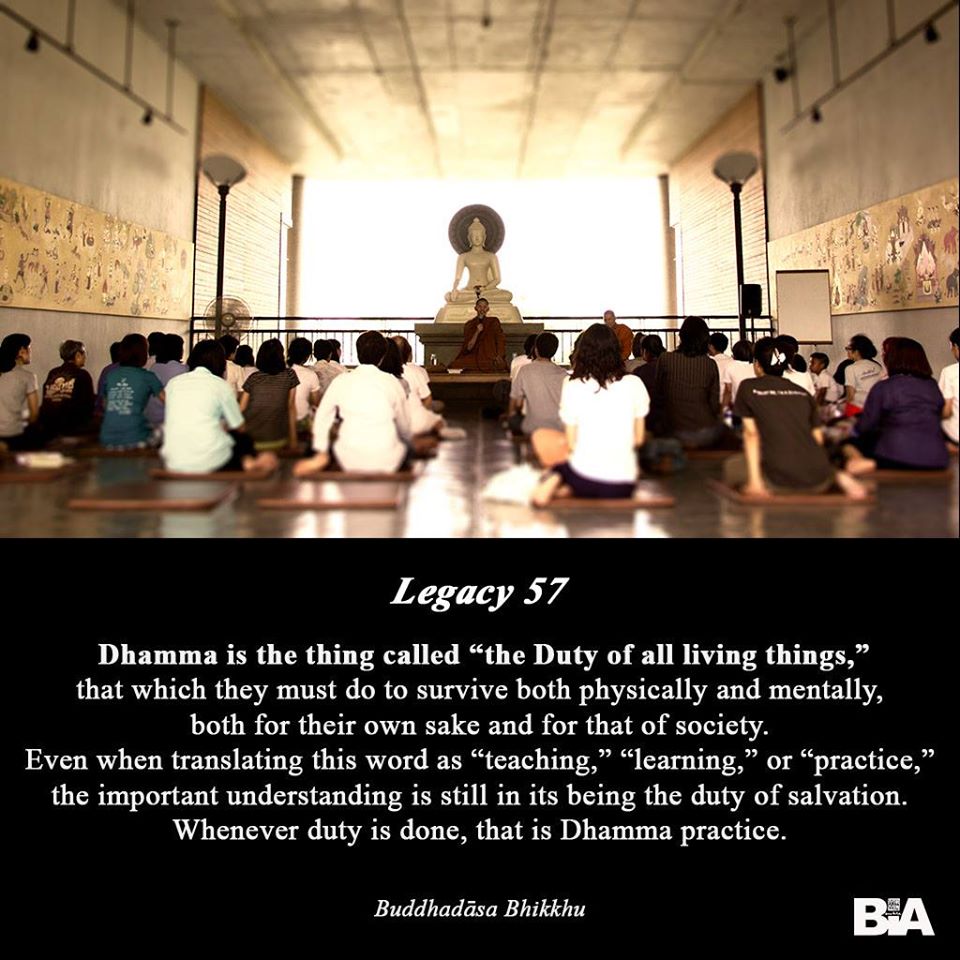 Legacy 57
Dhamma is the thing called “the Duty of all living things,”
that which they must do to survive both physically and mentally,
both for their own sake and for that of society.
Even when translating this word as “teaching,” “learning,” or “practice,”
the important understanding is still in its being the duty of salvation.
Whenever duty is done, that is Dhamma practice.
Buddhadāsa Bhikkhu
BIA